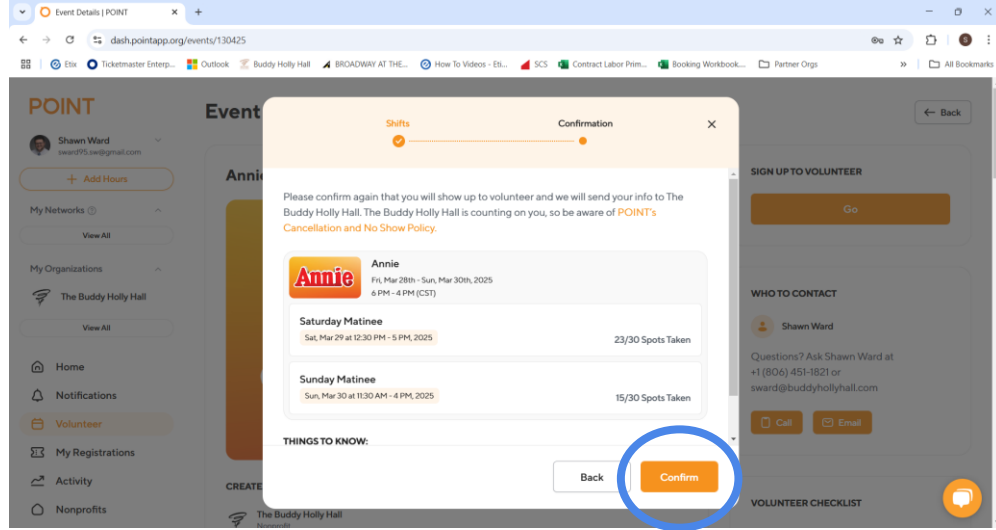 Event Details | POINT
dash.pointapp.org/events/130425
Etix
Ticketmaster Enterp...
Outlook
Buddy Holly Hall
BROADWAY AT THE...
How To Videos - Eti...
SCS
Contract Labor Prim...
Booking Workbook....
Partner Orgs
»
All Bookmarks
POINT
Shawn Ward
sward95.sw@gmail.com
+ Add Hours
My Networks
View All
My Organizations
The Buddy Holly Hall
View All
Home
Notifications
Volunteer
My Registrations
Activity
Nonprofits
Event
← Back
Annie
CREATE
The Buddy Holly Hall
Nonprofit
Shifts
Confirmation
Please confirm again that you will show up to volunteer and we will send your info to The
Buddy Holly Hall. The Buddy Holly Hall is counting on you, so be aware of POINT's
Cancellation and No Show Policy.
Annie
Annie
Fri, Mar 28th - Sun, Mar 30th, 2025
6 PM - 4 PM (CST)
Saturday Matinee
Sat, Mar 29 at 12:30 PM - 5 PM, 2025
23/30 Spots Taken
Sunday Matinee
Sun, Mar 30 at 11:30 AM - 4 PM, 2025
15/30 Spots Taken
THINGS TO KNOW:
Back
Confirm
SIGN UP TO VOLUNTEER
Go
WHO TO CONTACT
Shawn Ward
Questions? Ask Shawn Ward at
+1 (806) 451-1821 or
sward@buddyhollyhall.com
Call
Email
VOLUNTEER CHECKLIST